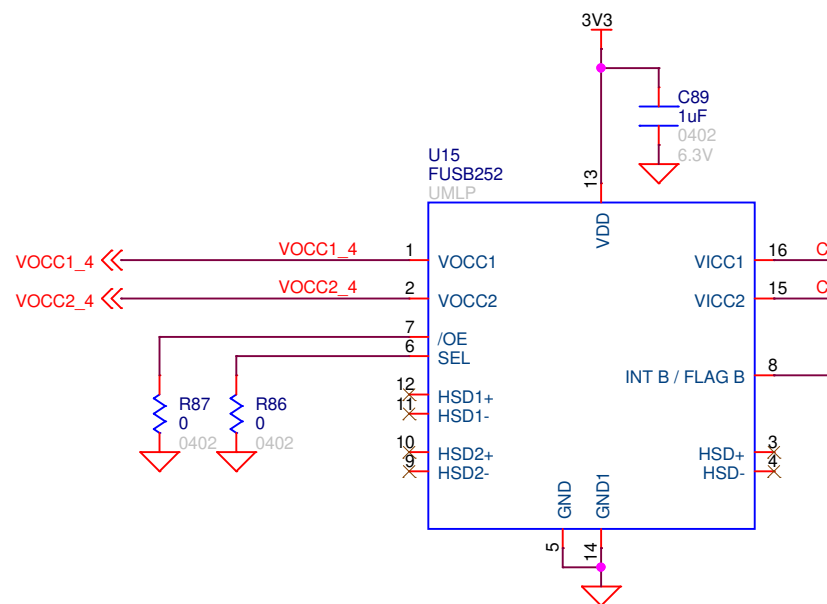 3V3
C89
1uF
0402
6.3V
U15
FUSB252
UMLP
13
VDD
VOCC1_4
VOCC1_4
1
VOCC1
VICC1
16
C
VOCC2_4
VOCC2_4
2
VOCC2
VICC2
15
C
7
/OE
6
SEL
INT B / FLAG B
8
R87
0
0402
R86
0
0402
12
HSD1+
11
HSD1-
10
HSD2+
9
HSD2-
HSD+
3
HSD-
4
GND
GND1
5
14